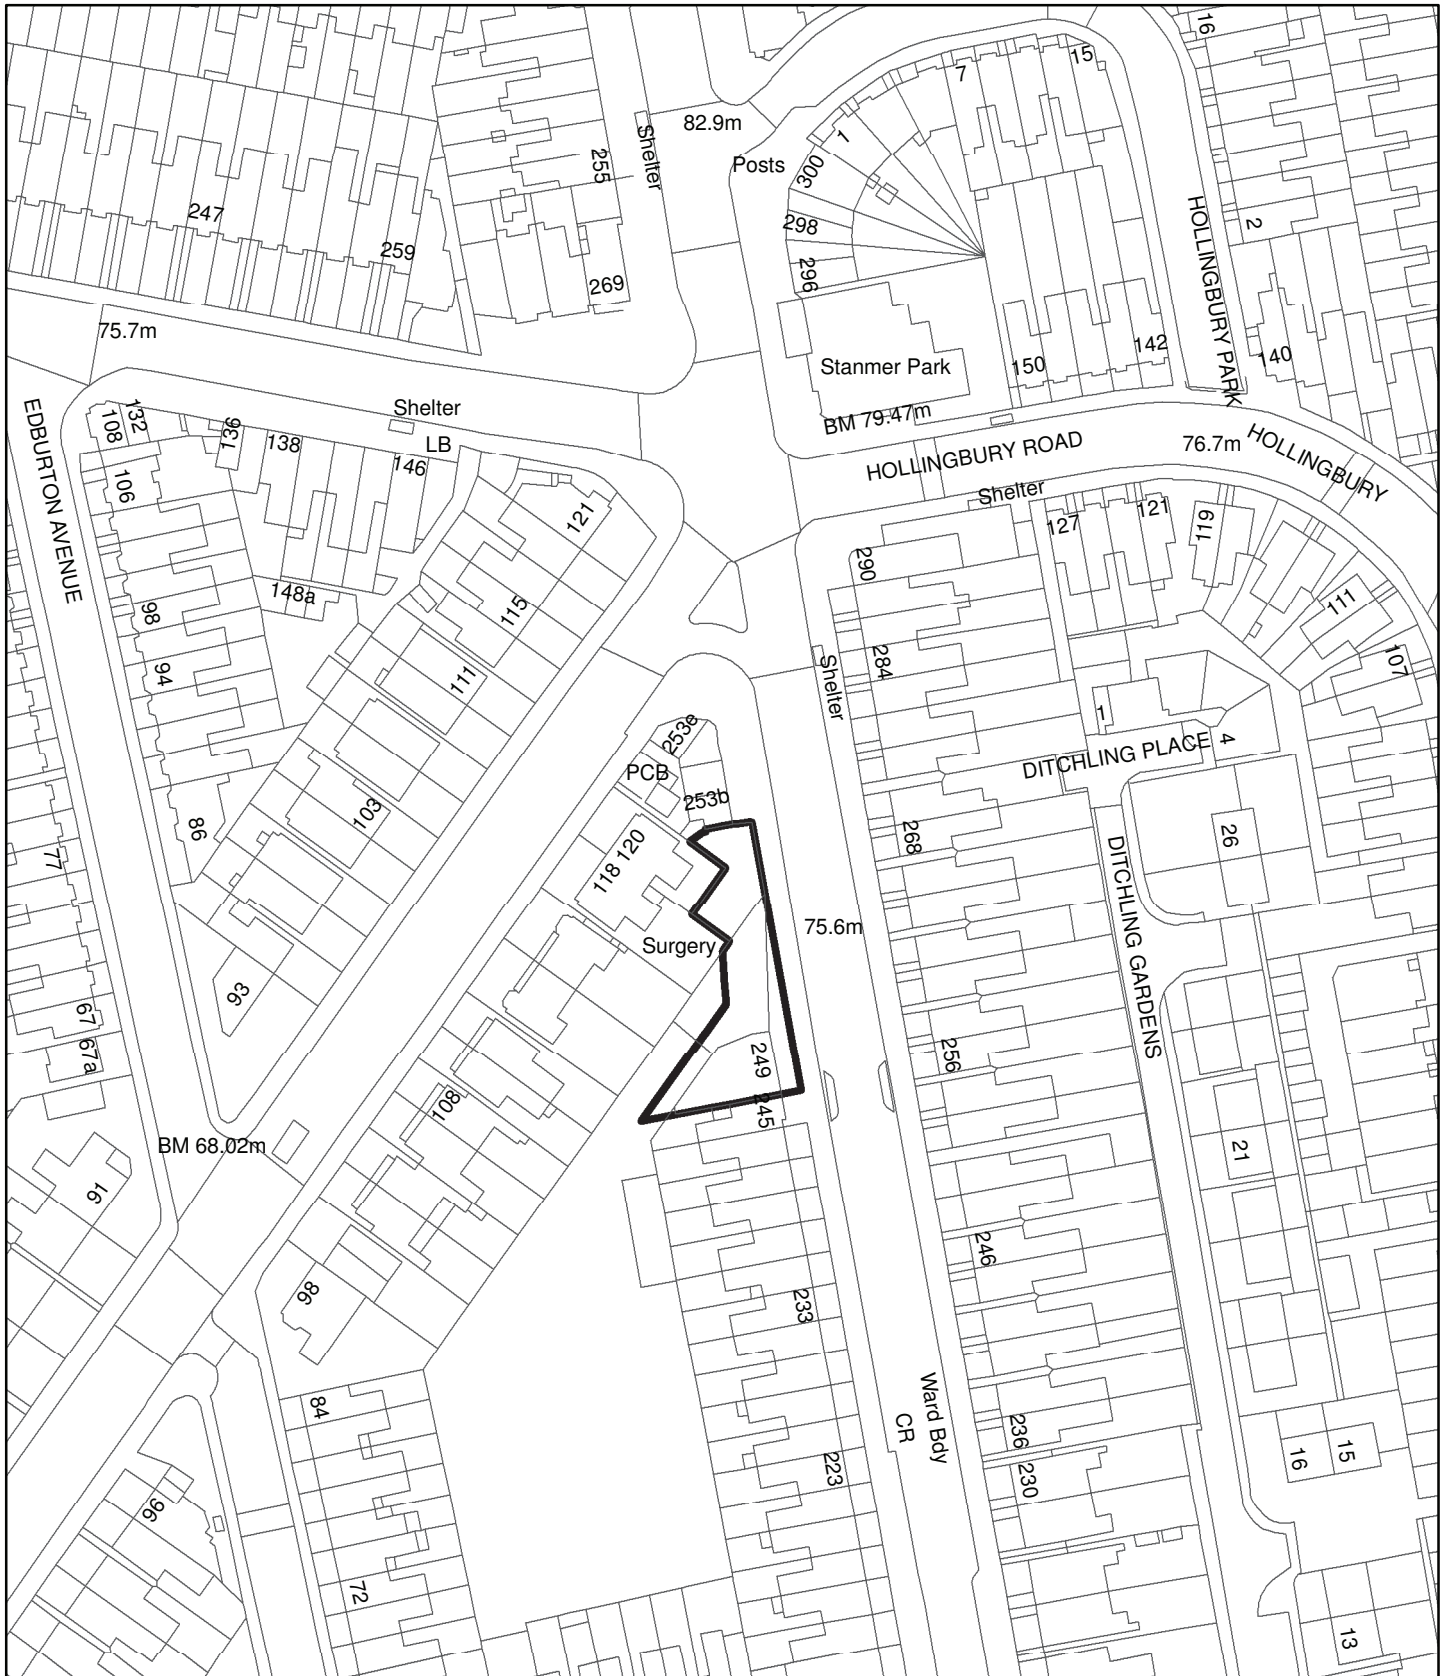 16
15
7
82.9m
Shelter
255
1
Posts
300
247
298
2
HOLLINGBURY PARK
259
296
269
75.7m
Stanmer Park
150
142
140
EDBURTON AVENUE
108
132
Shelter
BM 79.47m
136
138
LB
146
HOLLINGBURY ROAD
76.7m
HOLLINGBURY
106
Shelter
121
127
121
119
290
148a
98
115
111
94
111
284
107
Shelter
1
253e
DITCHLING PLACE
4
PCB
253b
103
86
268
26
77
118
120
DITCHLING GARDENS
75.6m
Surgery
93
67
67a
249
256
108
245
BM 68.02m
21
91
246
98
233
84
Ward Bdy
CR
236
15
16
223
230
96
72
13